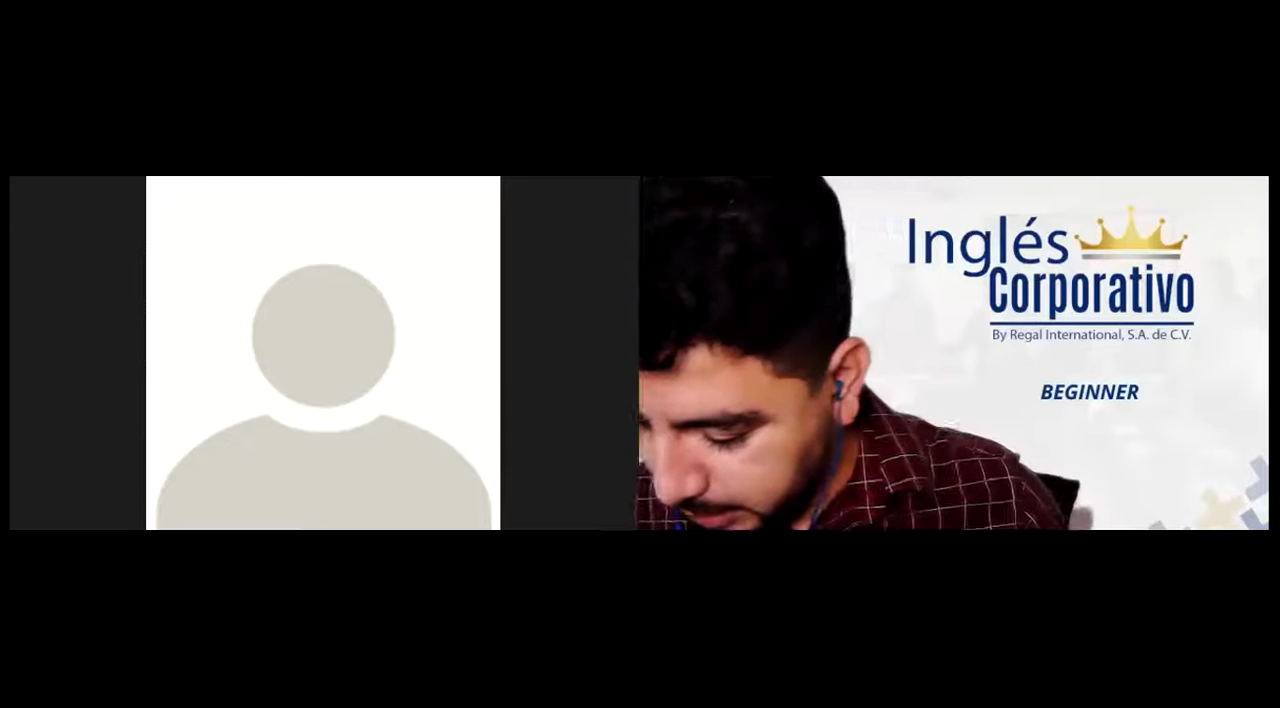 Inglés
Corporativo
By Regal International, S.A. de C.V.
BEGINNER